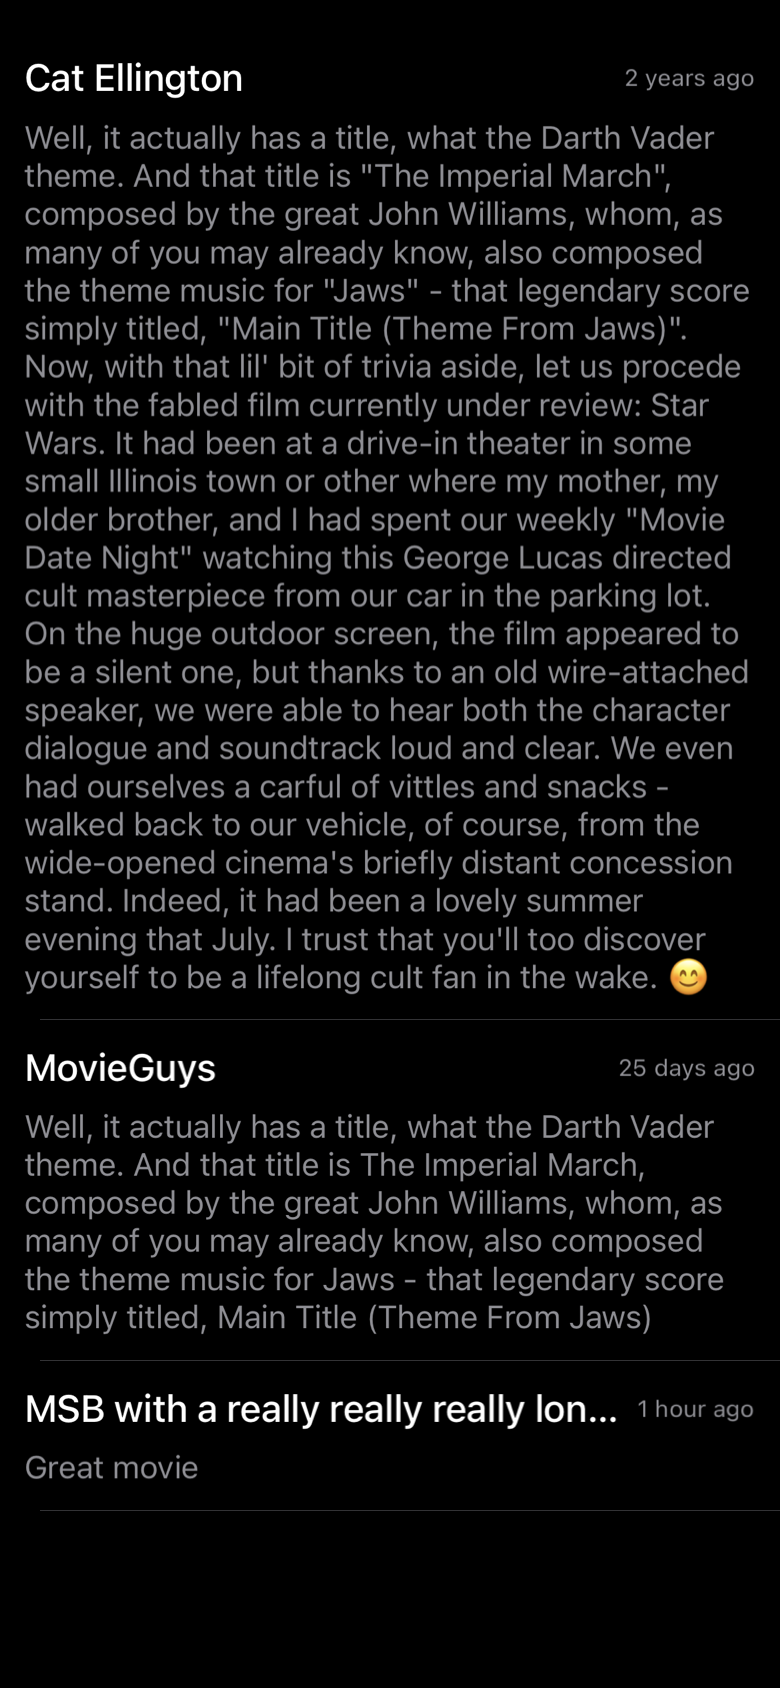 Cat Ellington
2 years ago
Well, it actually has a title, what the Darth Vader
theme. And that title is "The Imperial March",
composed by the great John Williams, whom, as
many of you may already know, also composed
the theme music for "Jaws" - that legendary score
simply titled, "Main Title (Theme From Jaws)".
Now, with that lil' bit of trivia aside, let us procede
with the fabled film currently under review: Star
Wars. It had been at a drive-in theater in some
small Illinois town or other where my mother, my
older brother, and I had spent our weekly "Movie
Date Night" watching this George Lucas directed
cult masterpiece from our car in the parking lot.
On the huge outdoor screen, the film appeared to
be a silent one, but thanks to an old wire-attached
speaker, we were able to hear both the character
dialogue and soundtrack loud and clear. We even
had ourselves a carful of vittles and snacks -
walked back to our vehicle, of course, from the
wide-opened cinema's briefly distant concession
stand. Indeed, it had been a lovely summer
evening that July. I trust that you'll too discover
yourself to be a lifelong cult fan in the wake. 😊
MovieGuys
25 days ago
Well, it actually has a title, what the Darth Vader
theme. And that title is The Imperial March,
composed by the great John Williams, whom, as
many of you may already know, also composed
the theme music for Jaws - that legendary score
simply titled, Main Title (Theme From Jaws)
MSB with a really really really lon...
1 hour ago
Great movie